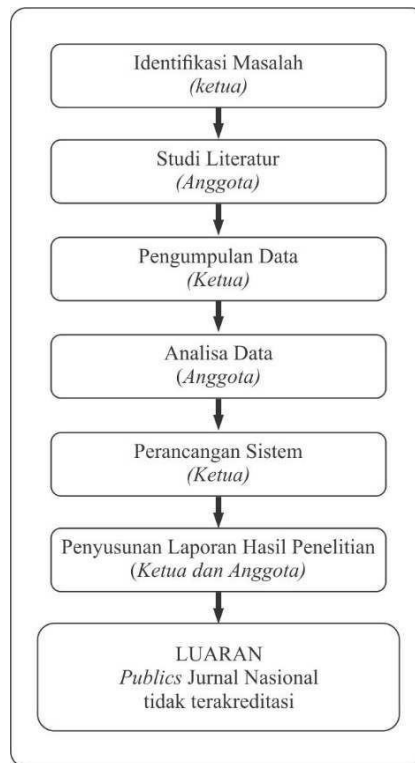 Identifikasi Masalah
(ketua)
Studi Literatur
(Anggota)
Pengumpulan Data
(Ketua)
Analisa Data
(Anggota)
Perancangan Sistem
(Ketua)
Penyusunan Laporan Hasil Penelitian
(Ketua dan Anggota)
LUARAN
Publics Jurnal Nasional
tidak terakreditasi